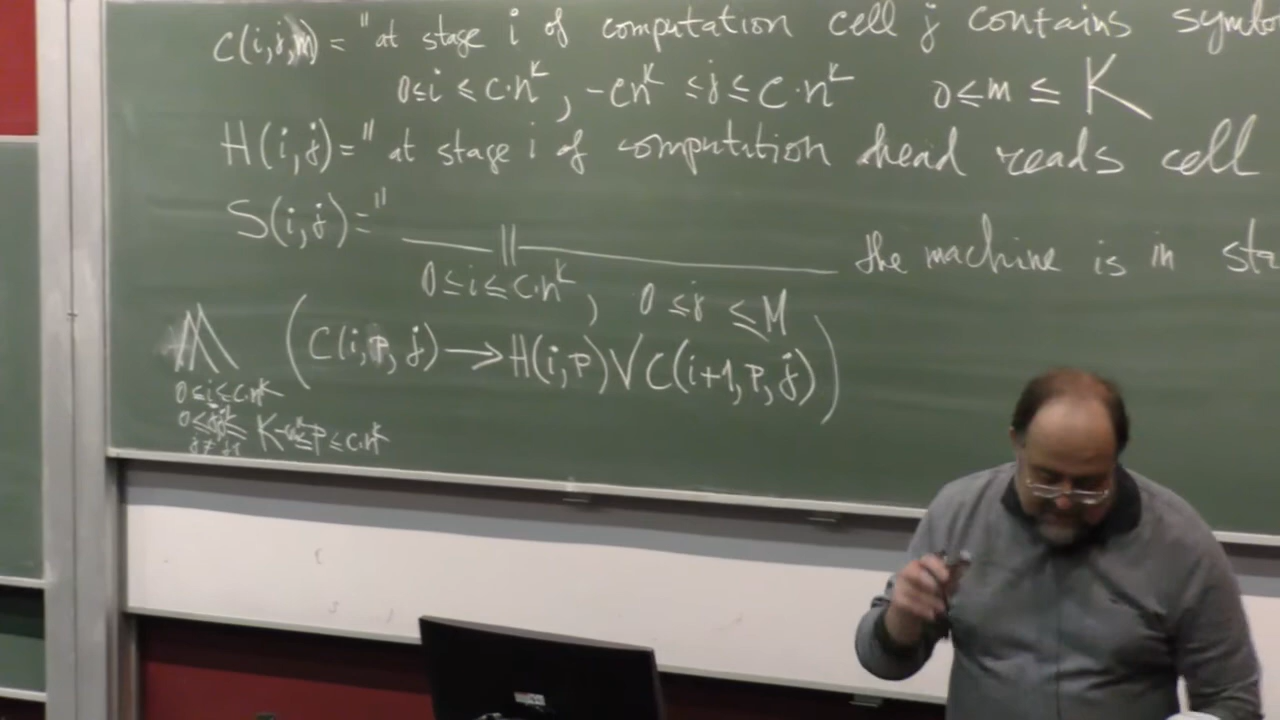 C(i,j,m) = "at stage i of computation cell j contains symbo
0≤i ≤ c·n^k, -cn^k ≤ j ≤ c·n^k 0≤m ≤ K
H(i,j)=" at stage i of computation head reads cell
S(i,j)=" —— || —— the machine is in sta
0≤i≤c·n^k, 0≤j≤M
⋀ (C(i,p,j) → H(i,p) ∨ C(i+1,p,j))
0≤i≤c·n^k
K ≤p≤c·n^k